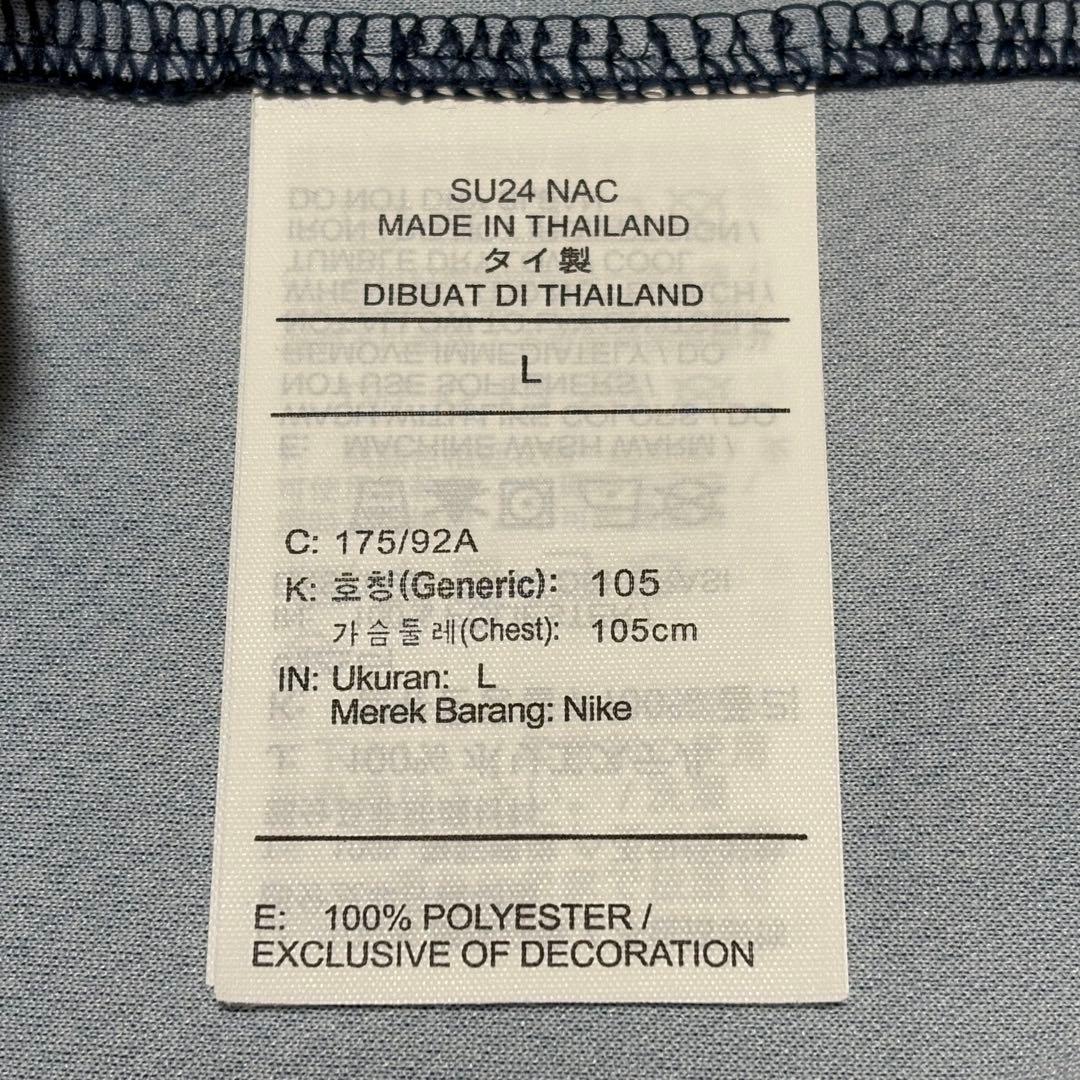 SU24 NAC
MADE IN THAILAND
タイ製
DIBUAT DI THAILAND
L
C: 175/92A
K: 호칭(Generic): 105
가슴둘레(Chest): 105cm
IN: Ukuran: L
Merek Barang: Nike
E: 100% POLYESTER /
EXCLUSIVE OF DECORATION